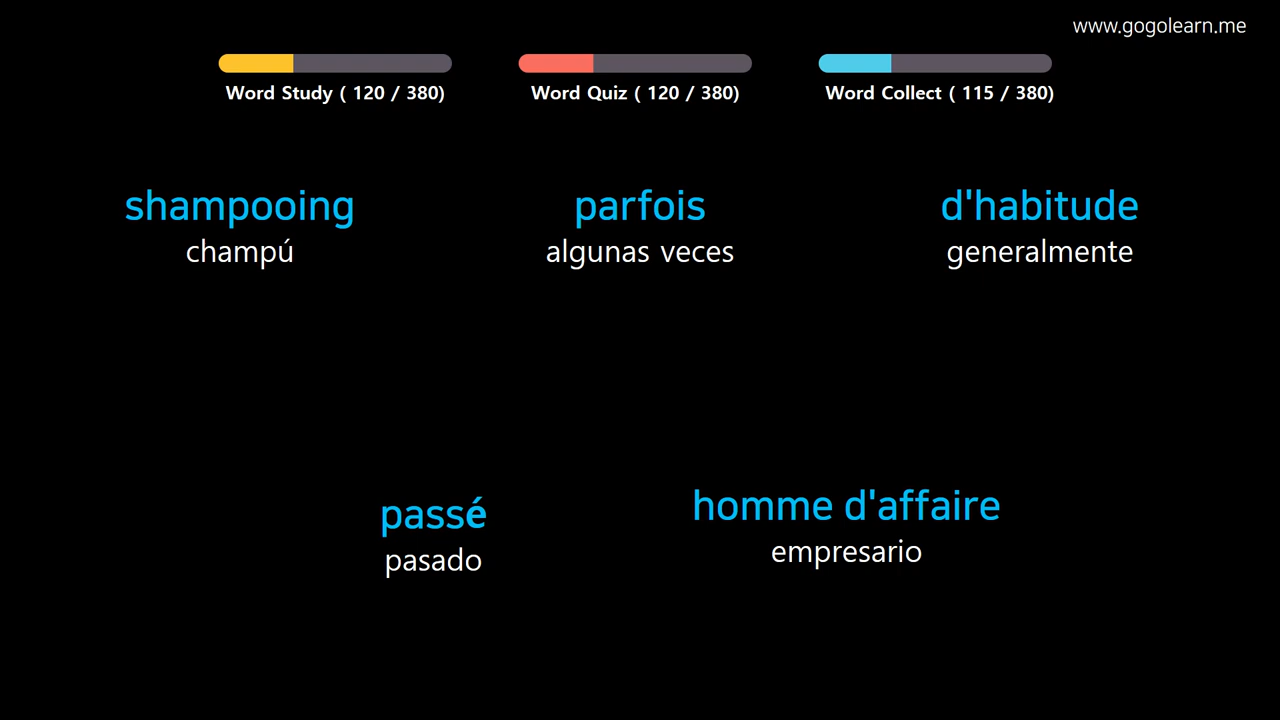 www.gogolearn.me
Word Study ( 120 / 380)
Word Quiz ( 120 / 380)
Word Collect ( 115 / 380)
shampooing
champú
parfois
algunas veces
d'habitude
generalmente
passé
pasado
homme d'affaire
empresario